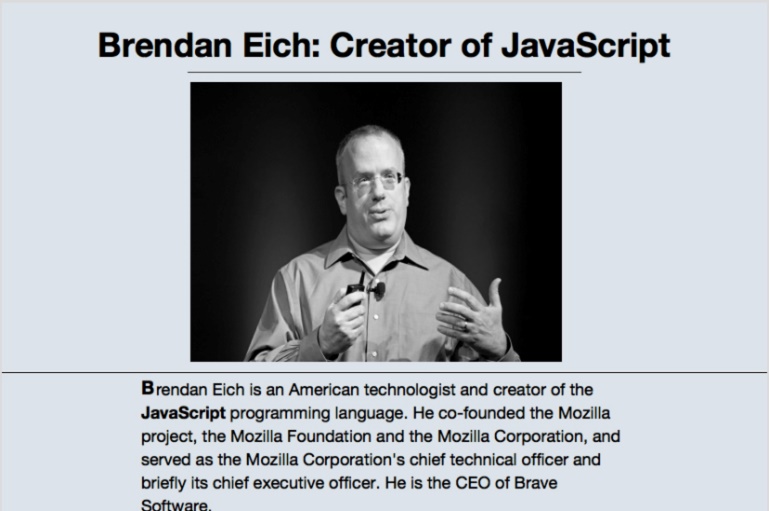 Brendan Eich: Creator of JavaScript
Brendan Eich is an American technologist and creator of the
JavaScript programming language. He co-founded the Mozilla
project, the Mozilla Foundation and the Mozilla Corporation, and
served as the Mozilla Corporation's chief technical officer and
briefly its chief executive officer. He is the CEO of Brave
Software.